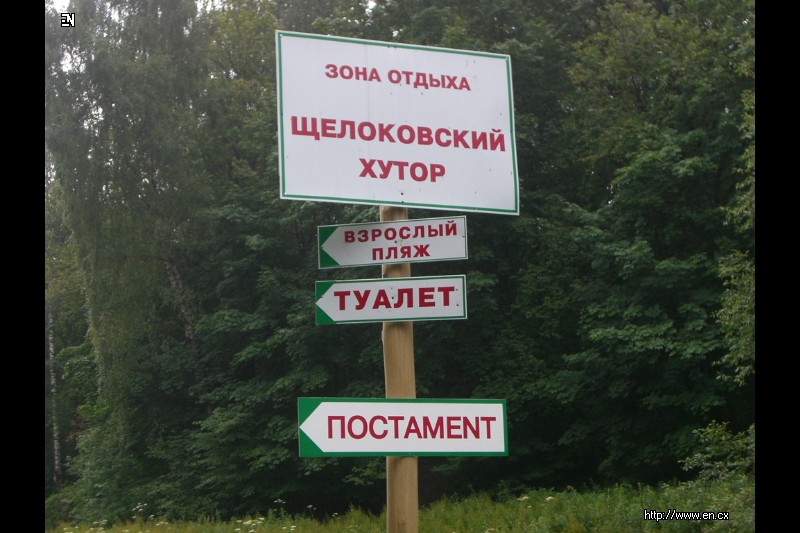 EN
ЗОНА ОТДЫХА
ЩЕЛОКОВСКИЙ
ХУТОР
ВЗРОСЛЫЙ
ПЛЯЖ
ТУАЛЕТ
ПОСТАМЕНТ
http://www.en.cx